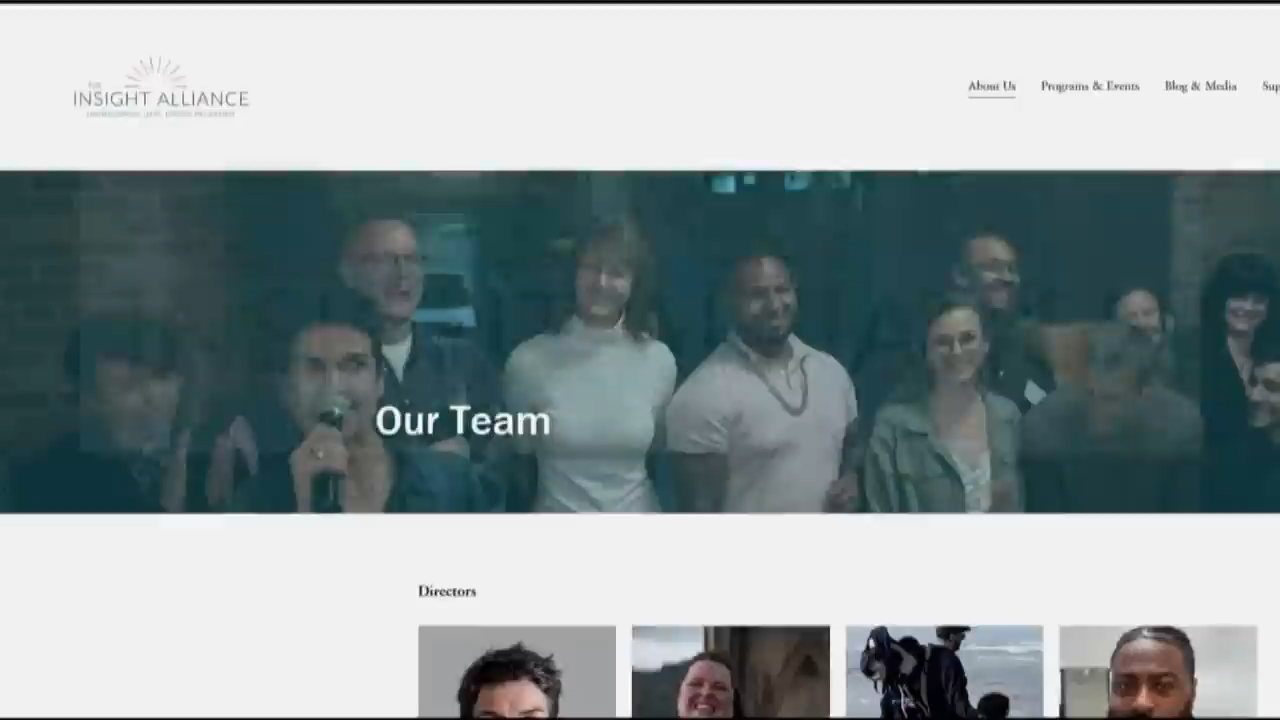 THE
INSIGHT ALLIANCE
About Us
Programs & Events
Blog & Media
Our Team
Directors